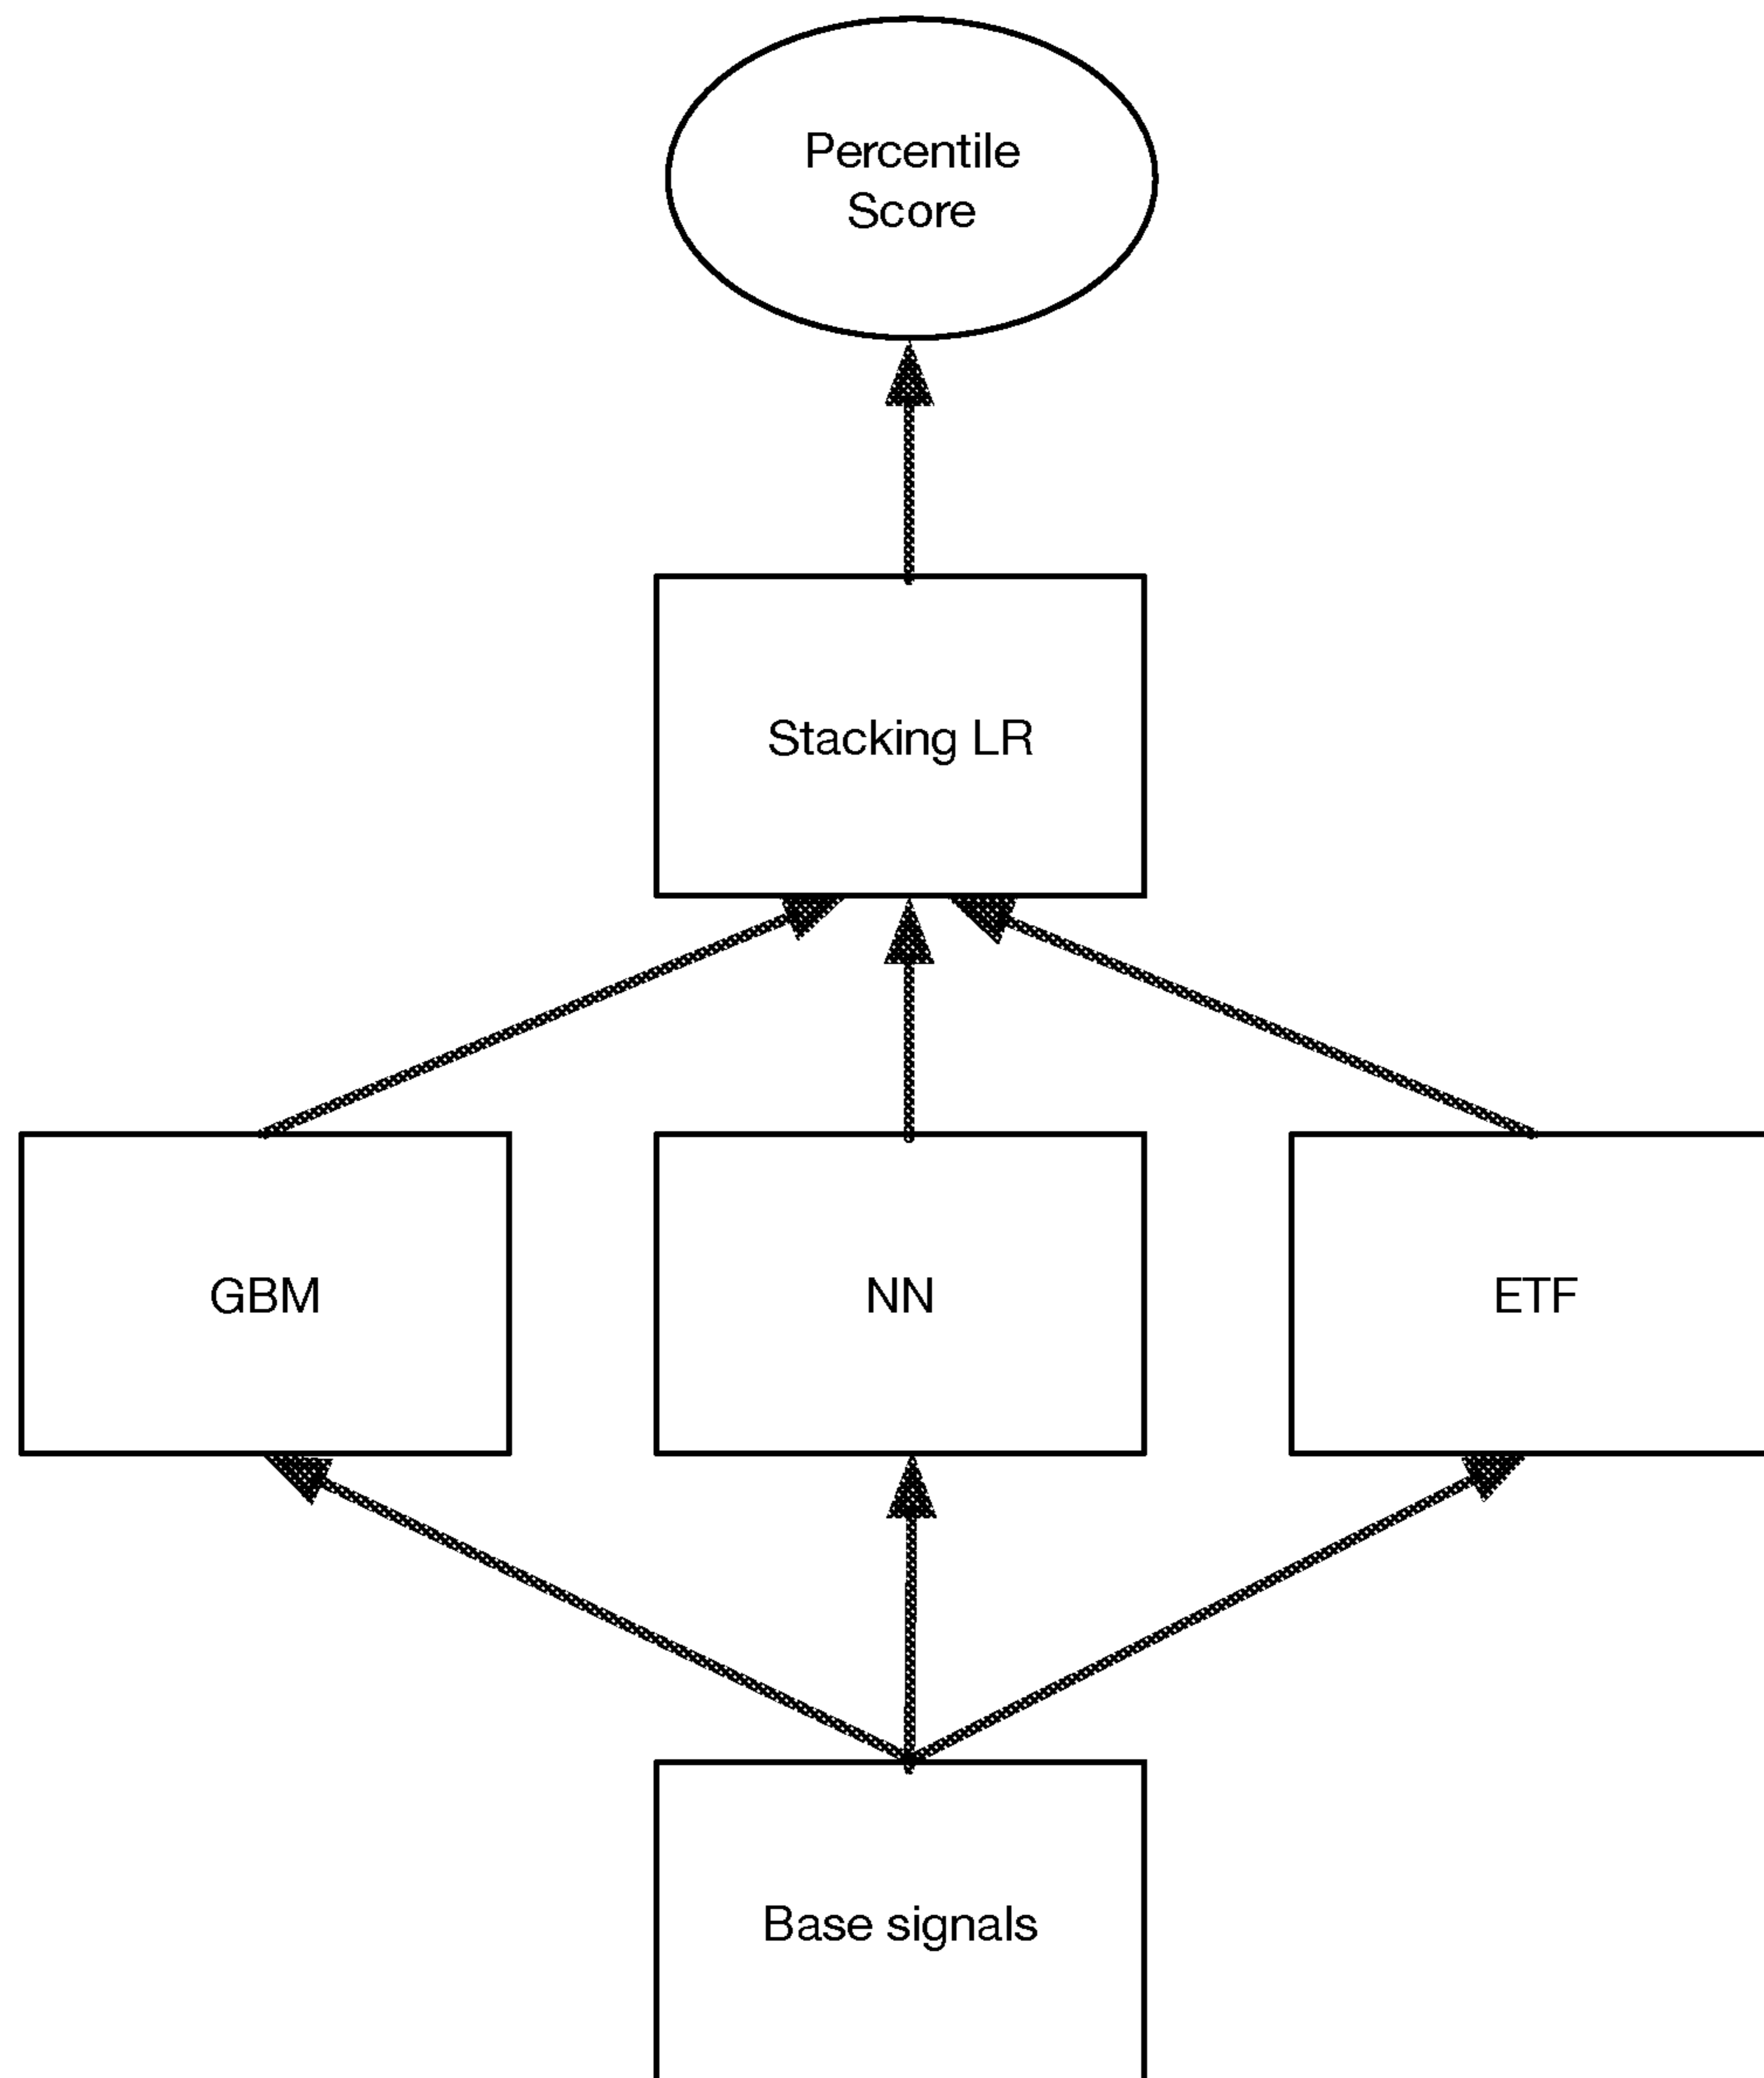 Percentile
Score
Stacking LR
GBM
NN
ETF
Base signals